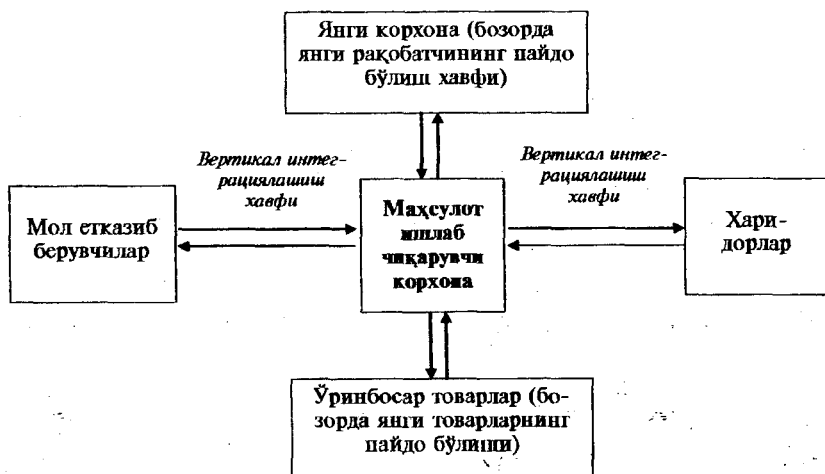 Янги корхона (бозорда
янги рақобатчининг пайдо
бўлиш хавфи)
Вертикал интег-
рациялашиш
хавфи
Вертикал интег-
рациялашиш
хавфи
Мол етказиб
берувчилар
Маҳсулот
ишлаб
чиқарувчи
корхона
Хари-
дорлар
Ўринбосар товарлар (бо-
зорда янги товарларнинг
пайдо бўлиши)